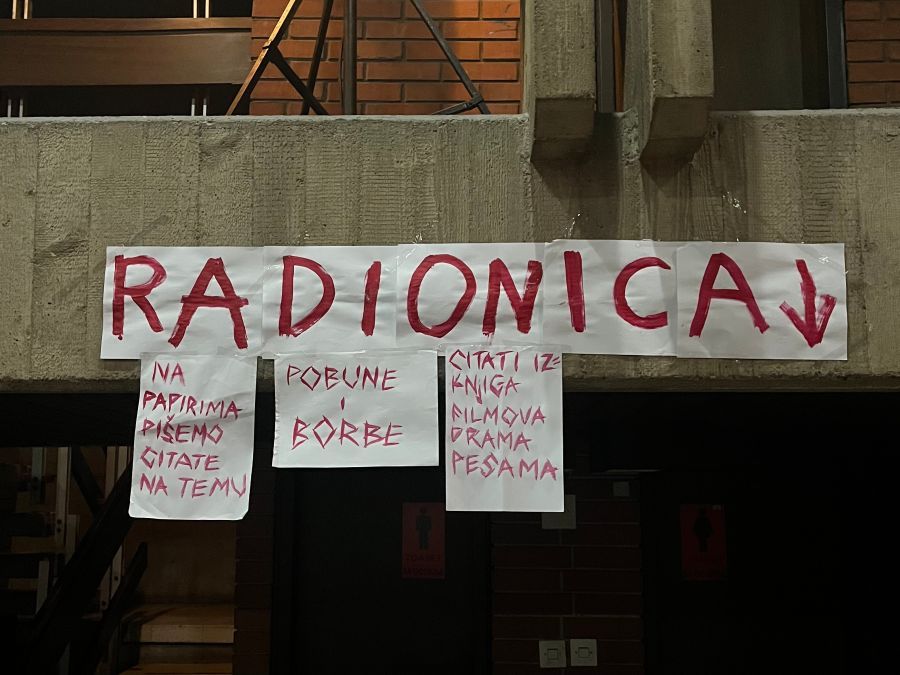 RADIONICA↓
NA
PAPIRIMA
PIŠEMO
CITATE
NA TEMU
POBUNE
I
BORBE
CITATI IZ:
KNJIGA
FILMOVA
DRAMA
PESAMA